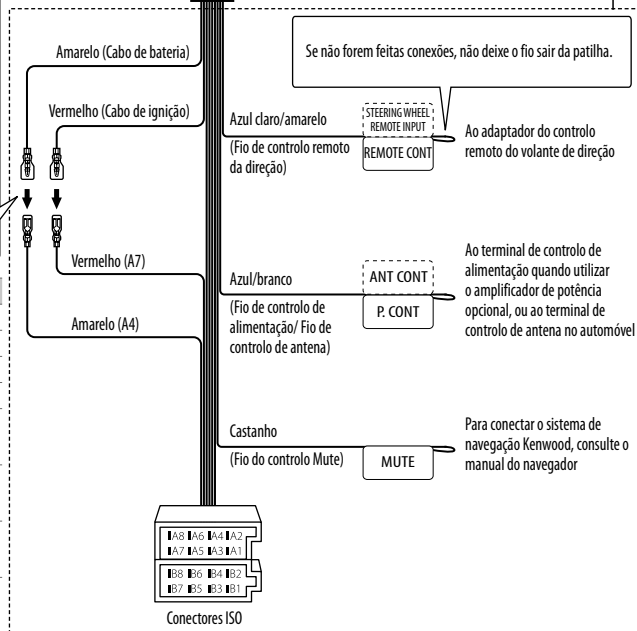 Se não forem feitas conexões, não deixe o fio sair da patilha.
Amarelo (Cabo de bateria)
Vermelho (Cabo de ignição)
Azul claro/amarelo
(Fio de controlo remoto
da direção)
STEERING WHEEL
REMOTE INPUT
REMOTE CONT
Ao adaptador do controlo
remoto do volante de direção
Vermelho (A7)
Amarelo (A4)
Azul/branco
(Fio de controlo de
alimentação/ Fio de
controlo de antena)
ANT CONT
P. CONT
Ao terminal de controlo de
alimentação quando utilizar
o amplificador de potência
opcional, ou ao terminal de
controlo de antena no automóvel
Castanho
(Fio do controlo Mute)
MUTE
Para conectar o sistema de
navegação Kenwood, consulte o
manual do navegador
A8 A6 A4 A2
A7 A5 A3 A1
B8 B6 B4 B2
B7 B5 B3 B1
Conectores ISO